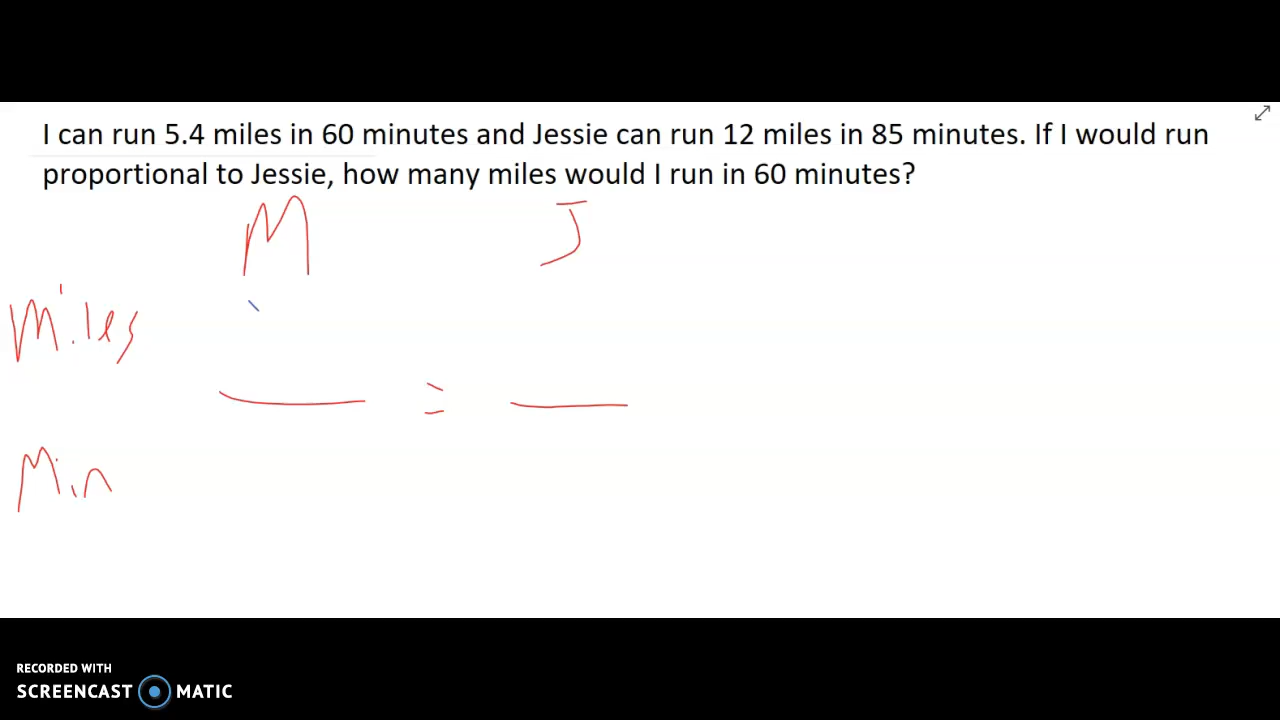 I can run 5.4 miles in 60 minutes and Jessie can run 12 miles in 85 minutes. If I would run
proportional to Jessie, how many miles would I run in 60 minutes?
M J
Miles
=
Min
RECORDED WITH
SCREENCAST MATIC